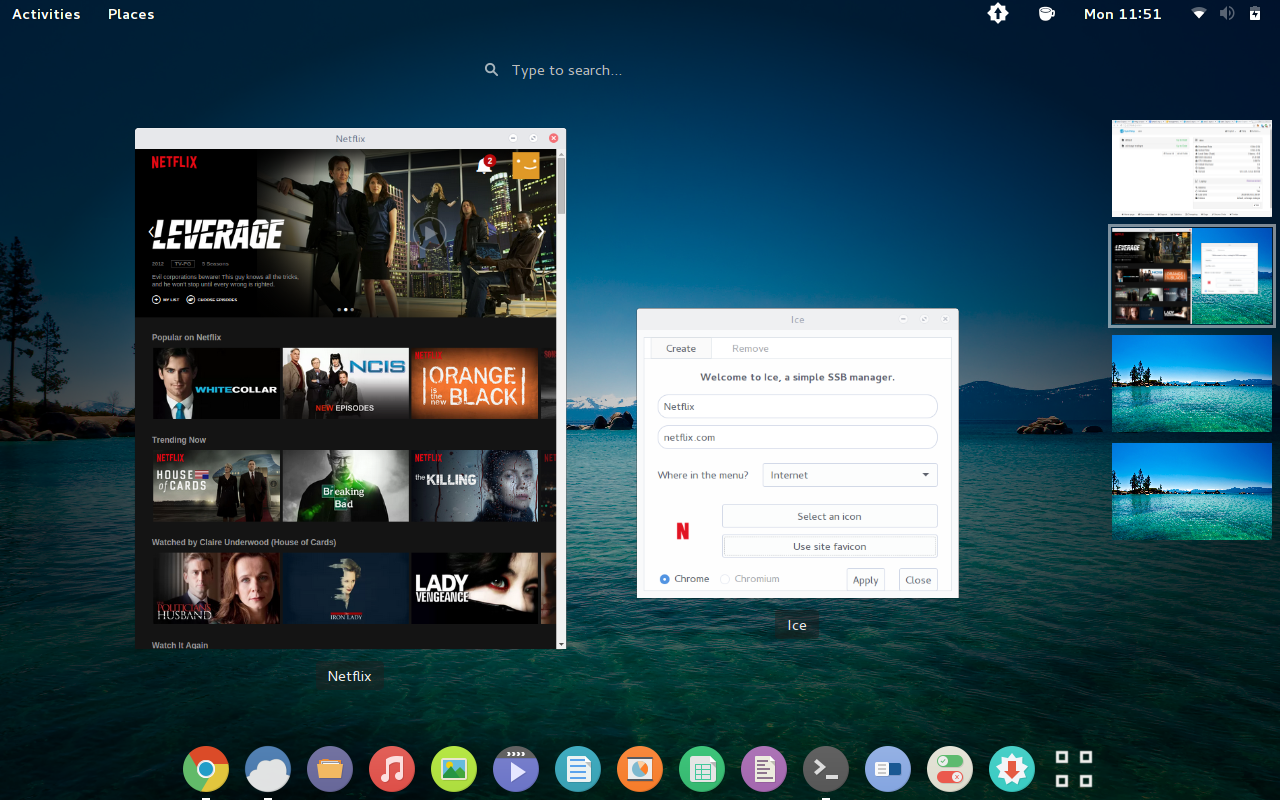 Activities
Places
Mon 11:51
Type to search...
Netflix
NETFLIX
2
LEVERAGE
2012 TV-PG 5 Seasons
Evil corporations beware! This guy knows all the tricks,
and he won't stop until every wrong is righted.
MY LIST
CHOOSE EPISODES
Popular on Netflix
WHITECOLLAR
NCIS
NEW EPISODES
NETFLIX
ORANGE
is the new
BLACK
Trending Now
NETFLIX
HOUSE
of CARDS
Breaking
Bad
NETFLIX
the KILLING
Watched by Claire Underwood (House of Cards)
THE
POLITICIAN'S
HUSBAND
IRON LADY
LADY
VENGEANCE
Watch It Again
Netflix
Ice
Create
Remove
Welcome to Ice, a simple SSB manager.
Netflix
netflix.com
Where in the menu?
Internet
N
Select an icon
Use site favicon
Chrome
Chromium
Apply
Close
Ice
LEVERAGE